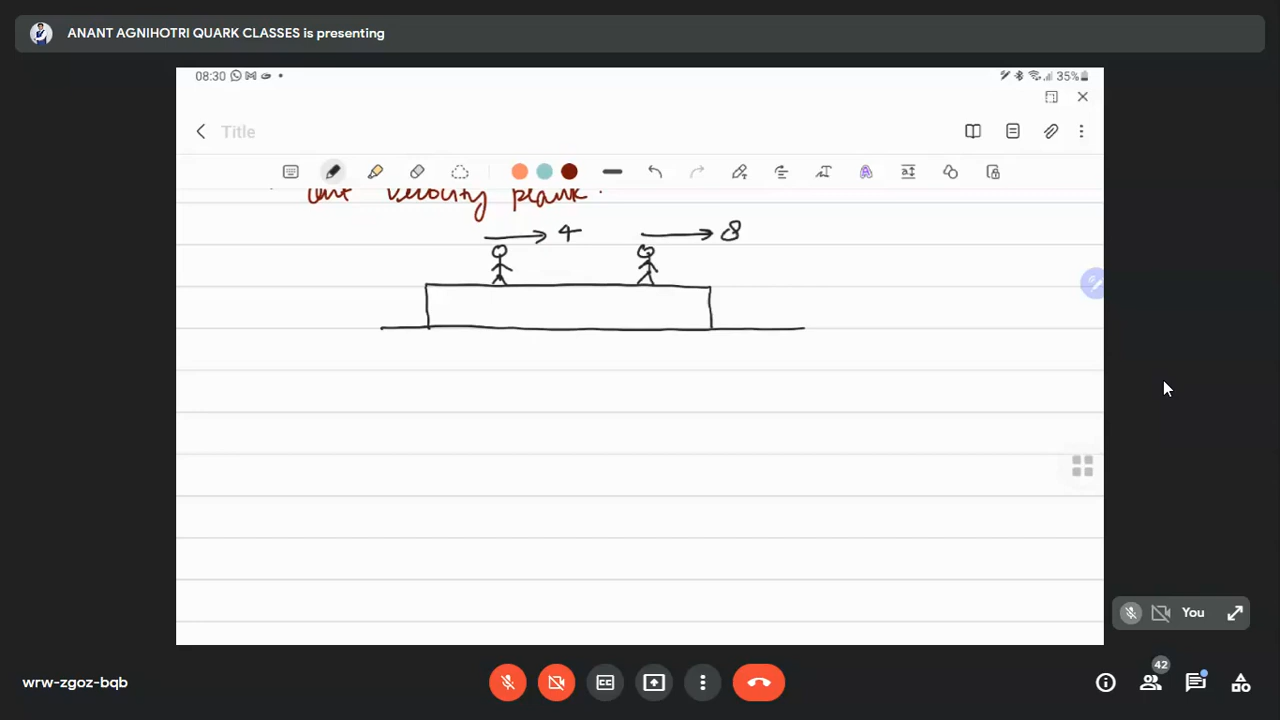 ANANT AGNIHOTRI QUARK CLASSES is presenting
08:30 35%
Title
velocity plank.
4 8
You
wrw-zgoz-bqb
CC
42